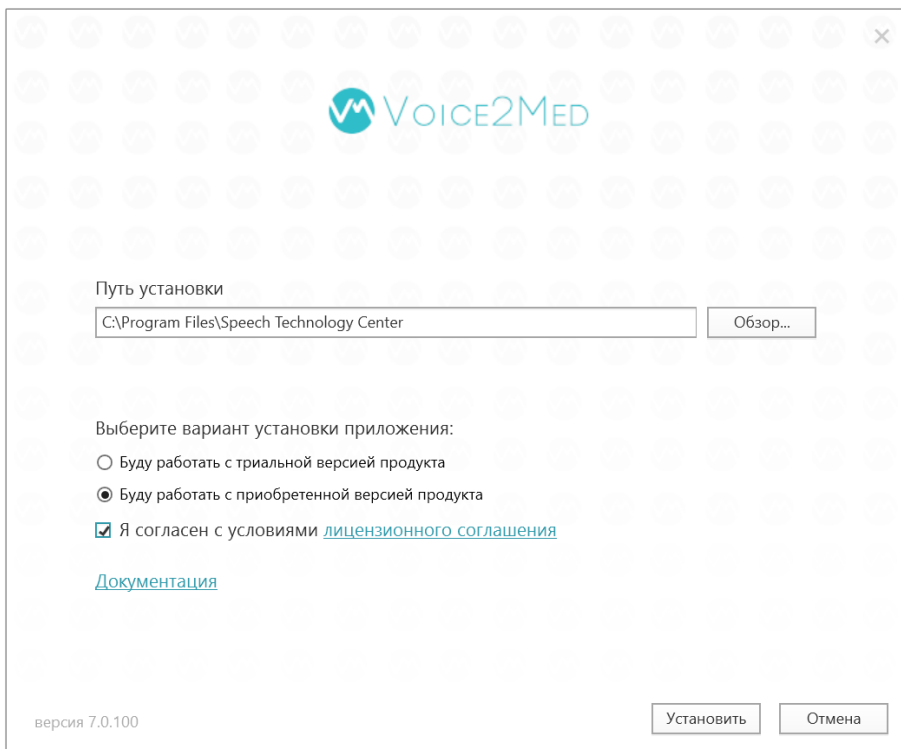 VOICE2MED
Путь установки
C:\Program Files\Speech Technology Center
Обзор...
Выберите вариант установки приложения:
Буду работать с триальной версией продукта
Буду работать с приобретенной версией продукта
Я согласен с условиями лицензионного соглашения
Документация
версия 7.0.100
Установить
Отмена